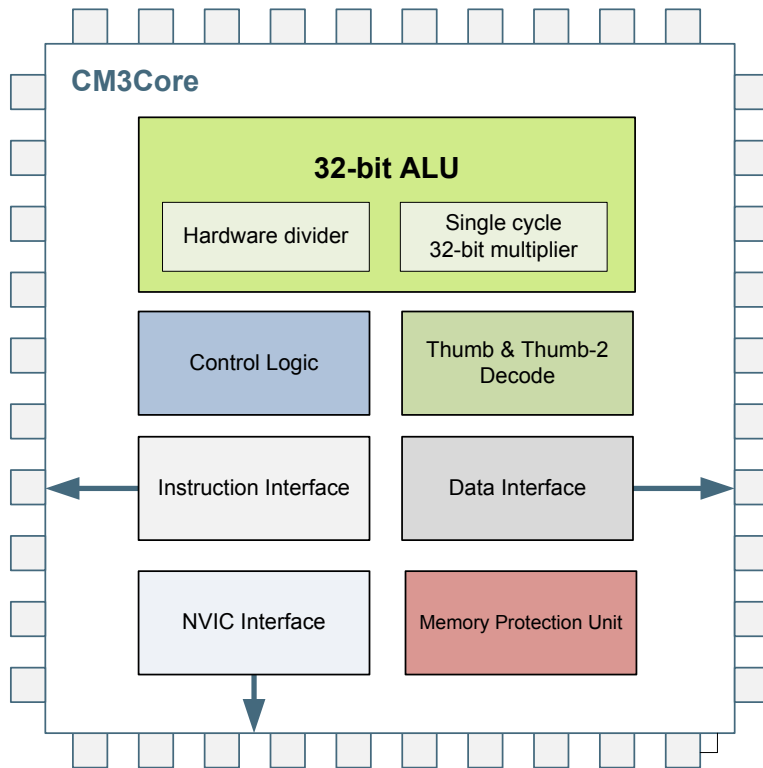 CM3Core
32-bit ALU
Hardware divider
Single cycle
32-bit multiplier
Control Logic
Thumb & Thumb-2
Decode
Instruction Interface
Data Interface
NVIC Interface
Memory Protection Unit